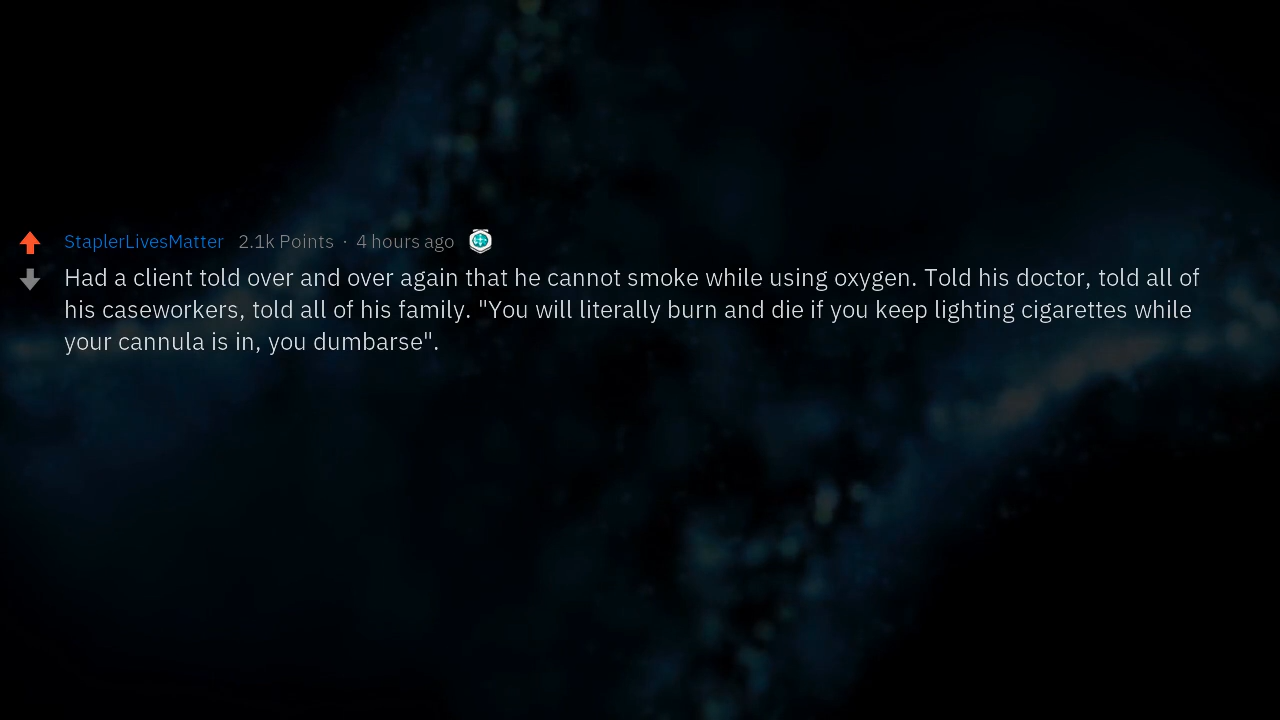 StaplerLivesMatter 2.1k Points · 4 hours ago
Had a client told over and over again that he cannot smoke while using oxygen. Told his doctor, told all of
his caseworkers, told all of his family. "You will literally burn and die if you keep lighting cigarettes while
your cannula is in, you dumbarse".